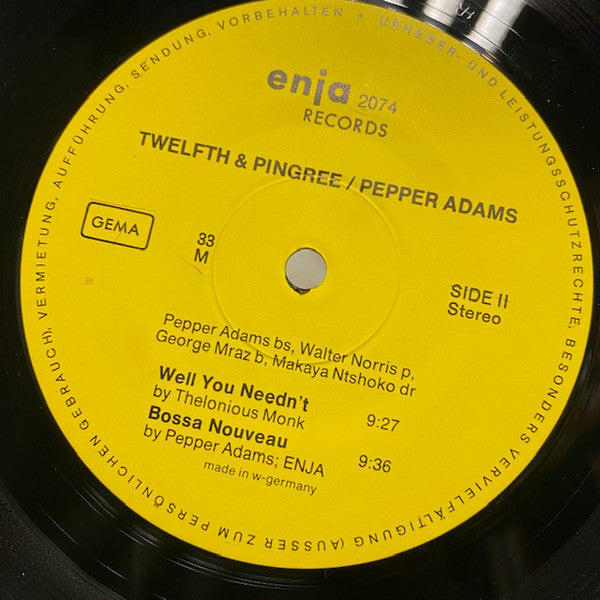 enja 2074
RECORDS
TWELFTH & PINGREE / PEPPER ADAMS
GEMA
33
M
SIDE II
Stereo
Pepper Adams bs, Walter Norris p,
George Mraz b, Makaya Ntshoko dr
Well You Needn't
by Thelonious Monk 9:27
Bossa Nouveau
by Pepper Adams; ENJA 9:36
made in w-germany
URHEBER- UND LEISTUNGSSCHUTZRECHTE, BESONDERS VERVIELFÄLTIGUNG (AUSSER ZUM PERSÖNLICHEN GEBRAUCH), VERMIETUNG, AUFFÜHRUNG, SENDUNG, VORBEHALTEN •